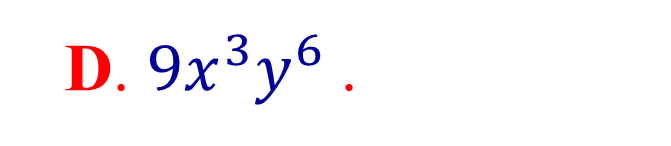 D. 9x³y⁶ .